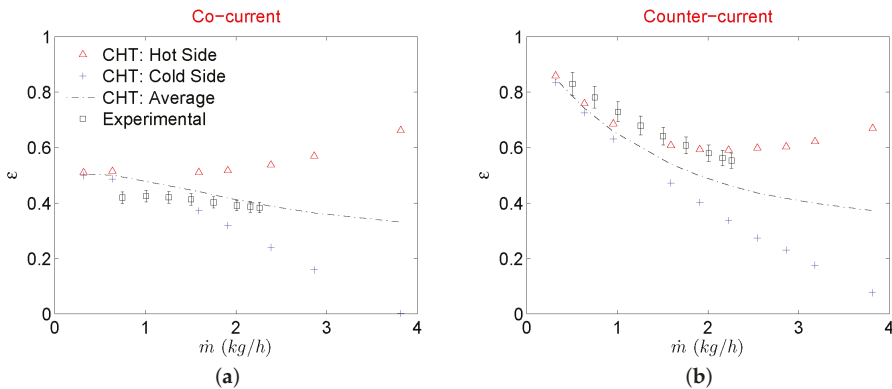 Co-current
1
0.8
0.6
0.4
0.2
0
ε
CHT: Hot Side
CHT: Cold Side
CHT: Average
Experimental
0 1 2 3 4
ṁ (kg/h)
(a)
Counter-current
1
0.8
0.6
0.4
0.2
0
ε
0 1 2 3 4
ṁ (kg/h)
(b)